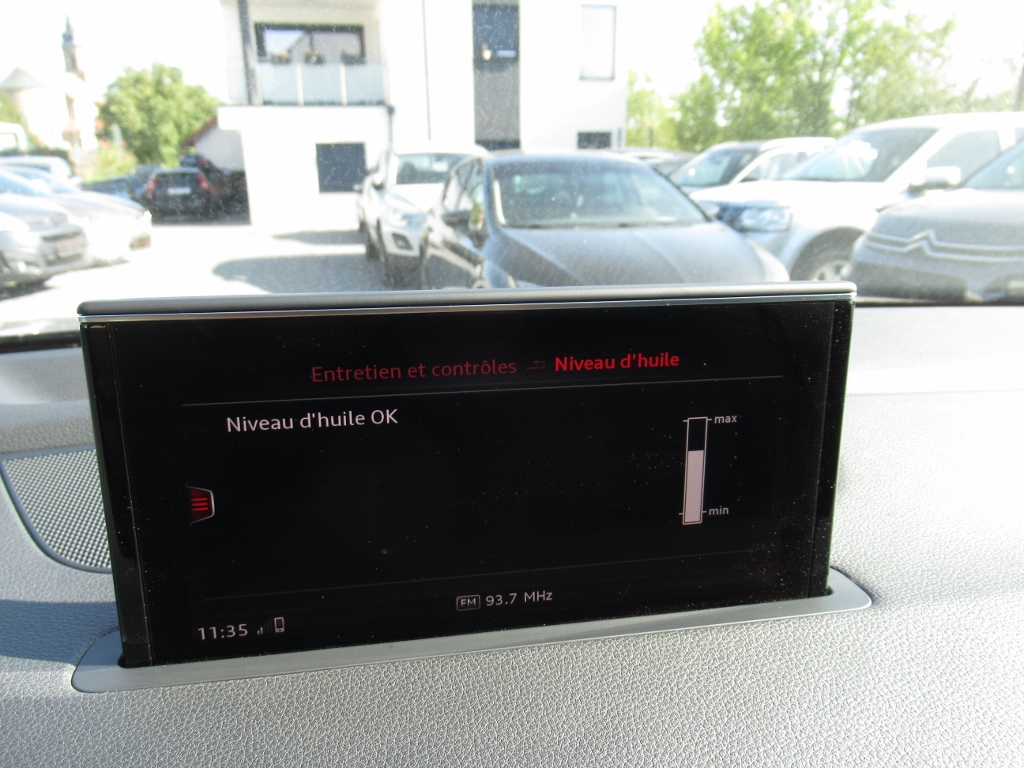 Entretien et contrôles Niveau d'huile
Niveau d'huile OK
max
min
FM 93.7 MHz
11:35